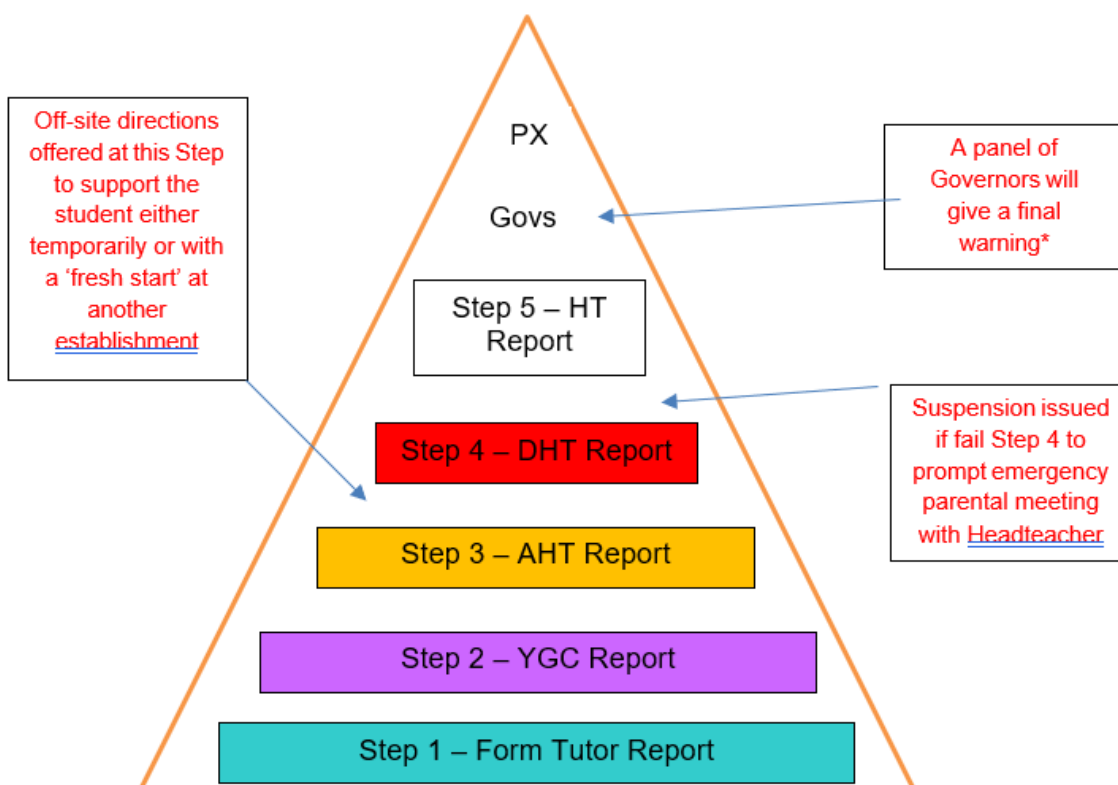 PX
Govs
Step 5 – HT
Report
Step 4 – DHT Report
Step 3 – AHT Report
Step 2 – YGC Report
Step 1 – Form Tutor Report
Off-site directions
offered at this Step
to support the
student either
temporarily or with
a ‘fresh start’ at
another
establishment
A panel of
Governors will
give a final
warning*
Suspension issued
if fail Step 4 to
prompt emergency
parental meeting
with Headteacher